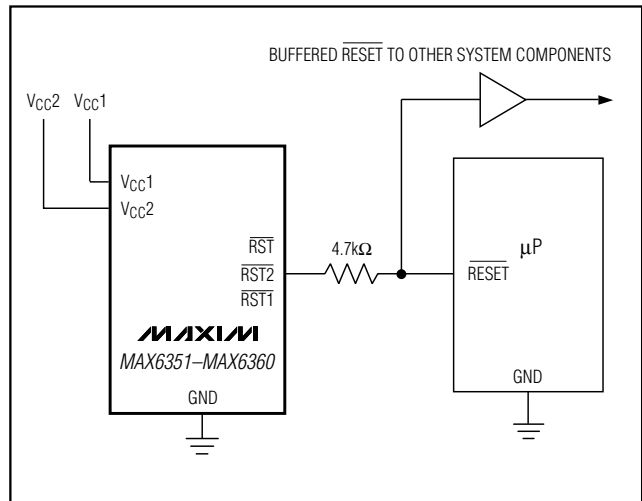 BUFFERED RESET TO OTHER SYSTEM COMPONENTS
VCC2 VCC1
VCC1
VCC2
RST
RST2
RST1
4.7kΩ
RESET
μP
MAXIM
MAX6351–MAX6360
GND
GND